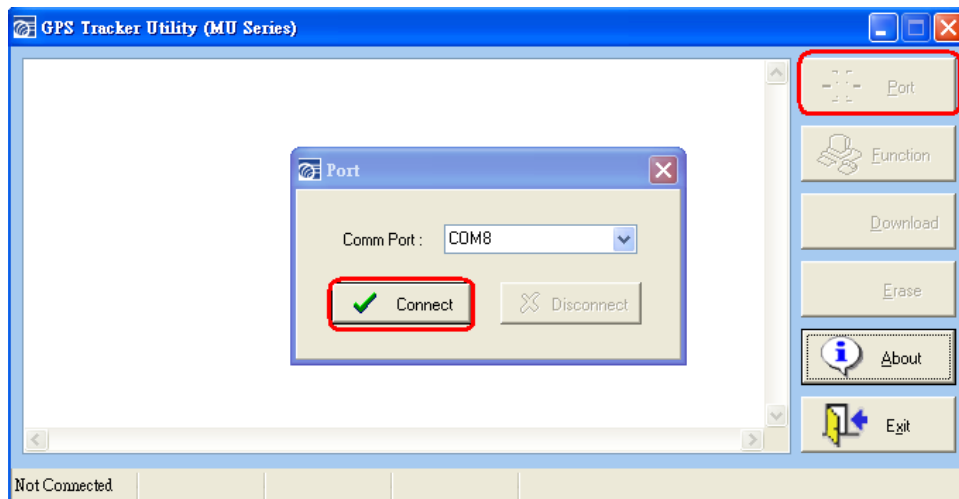 GPS Tracker Utility (MU Series)
Port
Function
Download
Erase
About
Exit
Port
Comm Port :
COM8
Connect
Disconnect
Not Connected